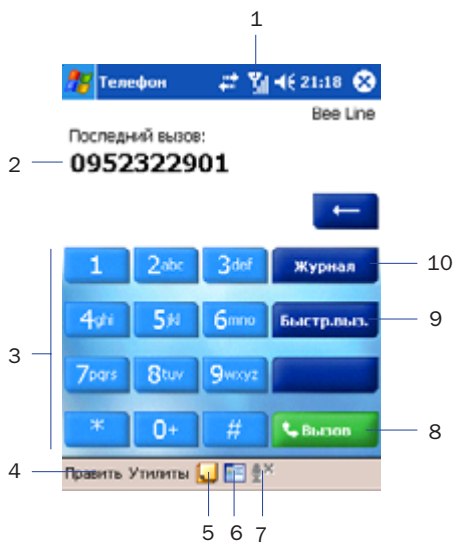 1
Телефон 21:18
Bee Line
Последний вызов:
2 0952322901
1 2abc 3def Журнал 10
4ghi 5jkl 6mno Быстр.выз. 9
3
7pqrs 8tuv 9wxyz
* 0+ # Вызов 8
4 Править Утилиты
5 6 7